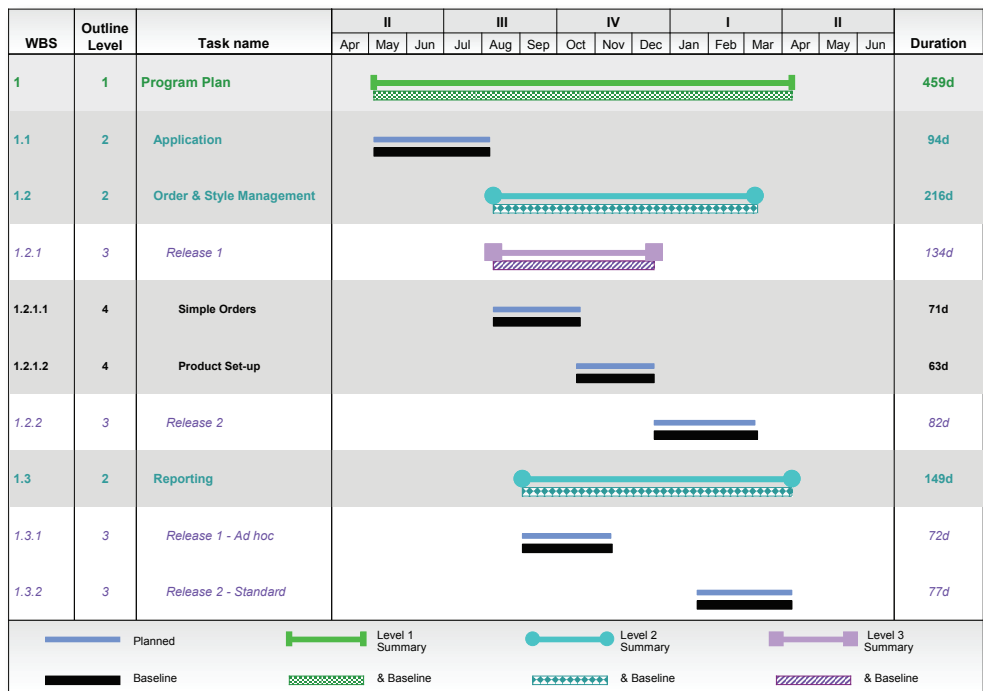 WBS Outline Level Task name II III IV I II Duration
Apr May Jun Jul Aug Sep Oct Nov Dec Jan Feb Mar Apr May Jun
1 1 Program Plan 459d
1.1 2 Application 94d
1.2 2 Order & Style Management 216d
1.2.1 3 Release 1 134d
1.2.1.1 4 Simple Orders 71d
1.2.1.2 4 Product Set-up 63d
1.2.2 3 Release 2 82d
1.3 2 Reporting 149d
1.3.1 3 Release 1 - Ad hoc 72d
1.3.2 3 Release 2 - Standard 77d
Planned Level 1 Summary Level 2 Summary Level 3 Summary
Baseline & Baseline & Baseline & Baseline